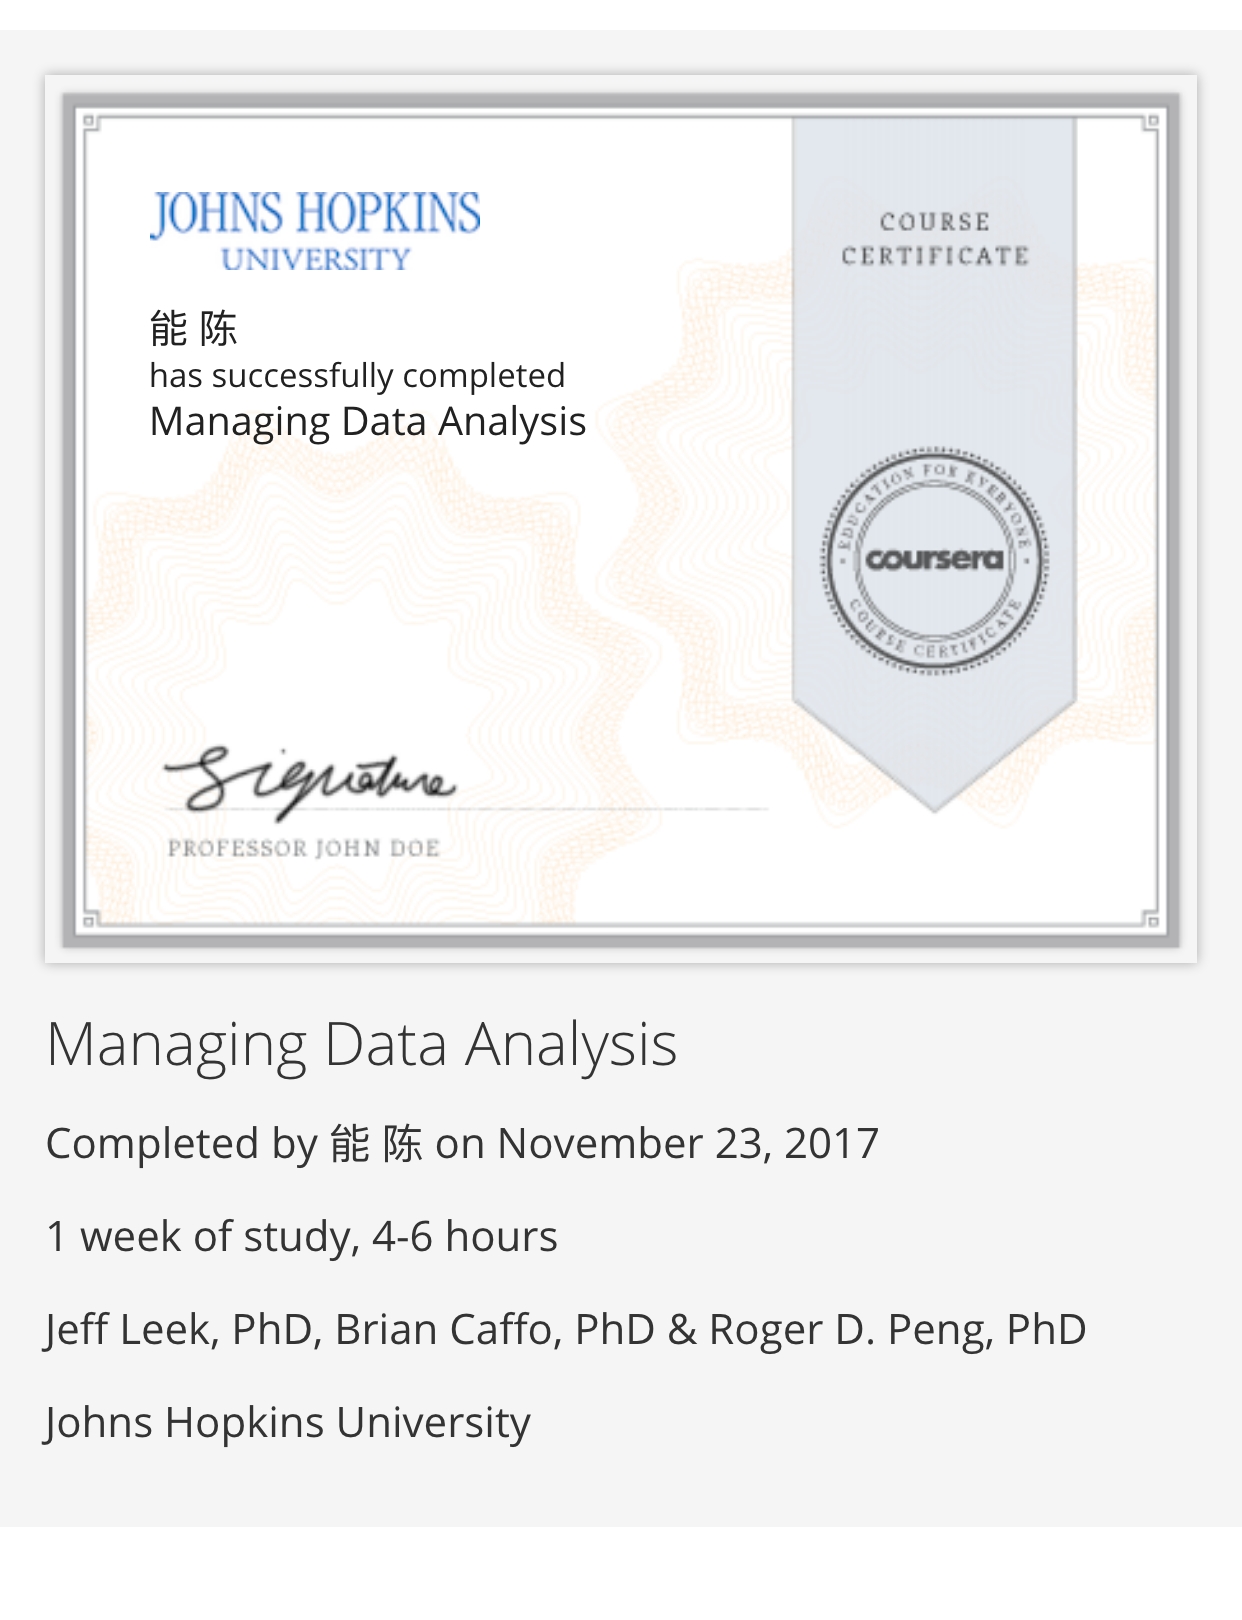 JOHNS HOPKINS
UNIVERSITY
能 陈
has successfully completed
Managing Data Analysis
COURSE
CERTIFICATE
EDUCATION FOR EVERYONE
coursera
COURSE CERTIFICATE
Signature
PROFESSOR JOHN DOE
Managing Data Analysis
Completed by 能 陈 on November 23, 2017
1 week of study, 4-6 hours
Jeff Leek, PhD, Brian Caffo, PhD & Roger D. Peng, PhD
Johns Hopkins University